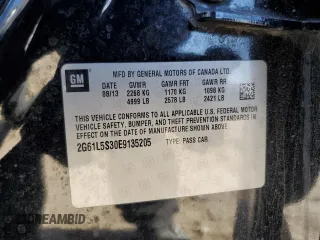 GM
MFD BY GENERAL MOTORS OF CANADA LTD.
DATE GVWR GAWR FRT GAWR RR
08/13 2268 KG 1170 KG 1098 KG
4999 LB 2578 LB 2421 LB
THIS VEHICLE CONFORMS TO ALL APPLICABLE U.S. FEDERAL MOTOR
VEHICLE SAFETY, BUMPER, AND THEFT PREVENTION STANDARDS
IN EFFECT ON THE DATE OF MANUFACTURE SHOWN ABOVE.
2G61L5S30E9135205 TYPE: PASS CAR
AMERIBID